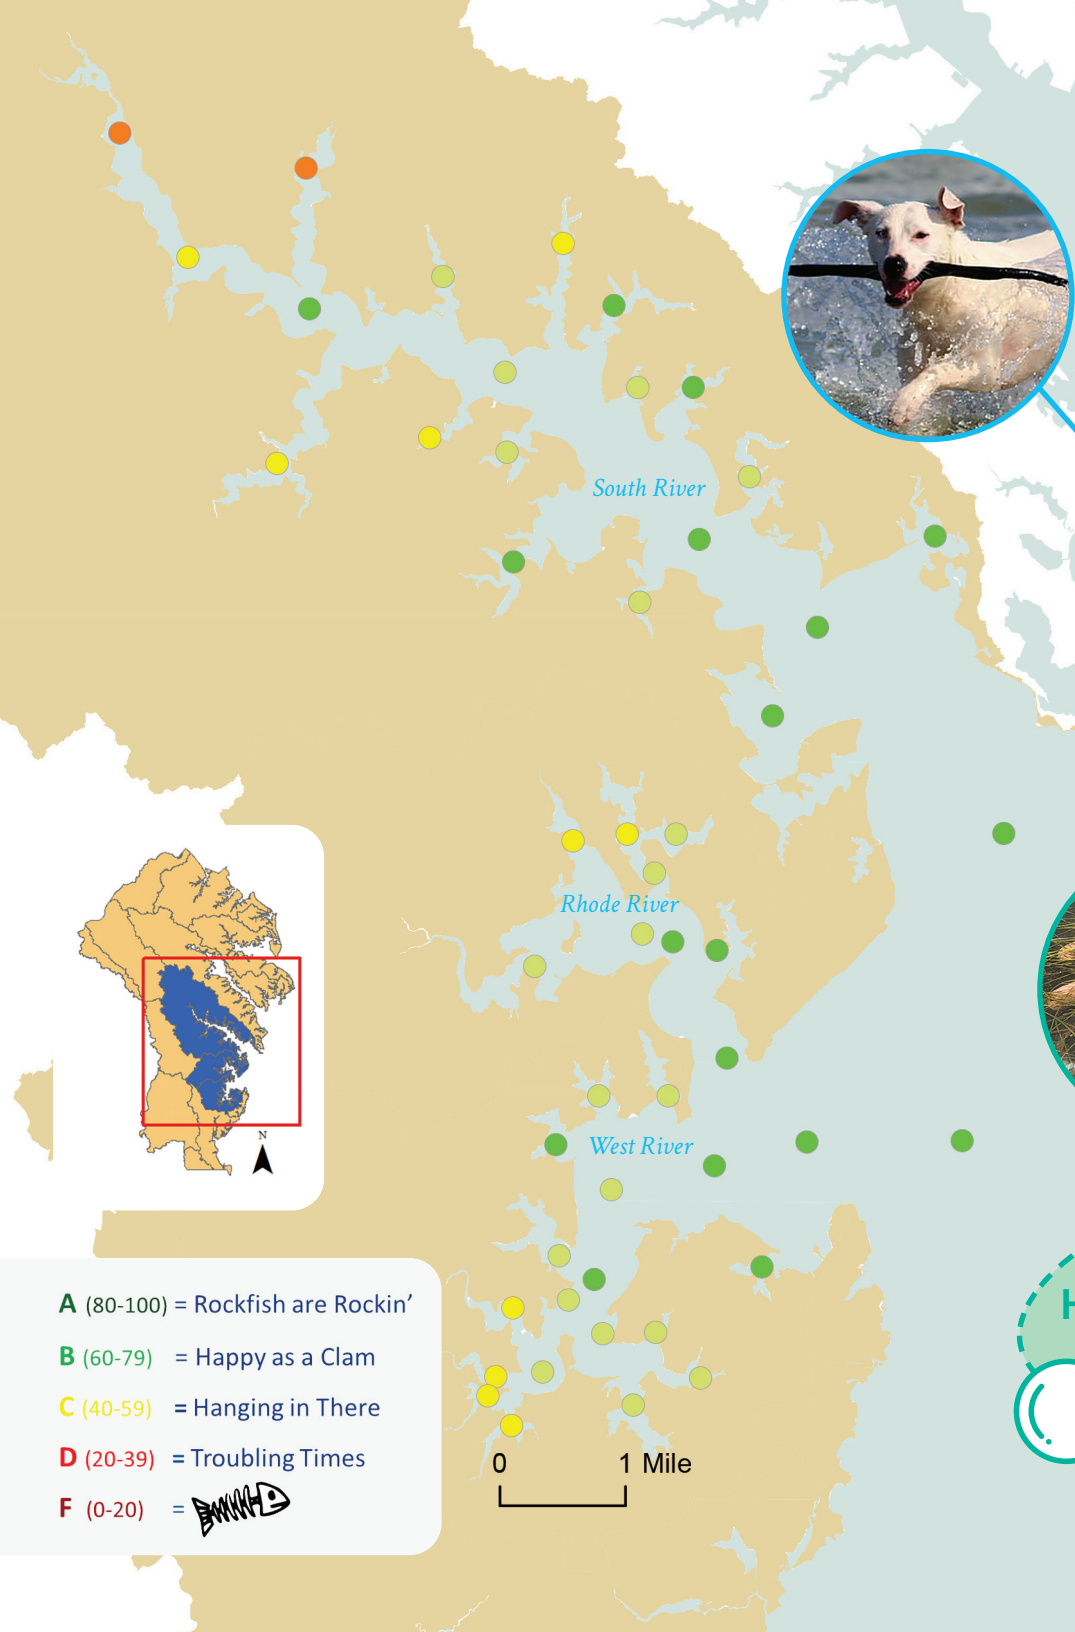 South River
Rhode River
West River
N
A (80-100) = Rockfish are Rockin’
B (60-79) = Happy as a Clam
C (40-59) = Hanging in There
D (20-39) = Troubling Times
F (0-20) =
0 1 Mile
H